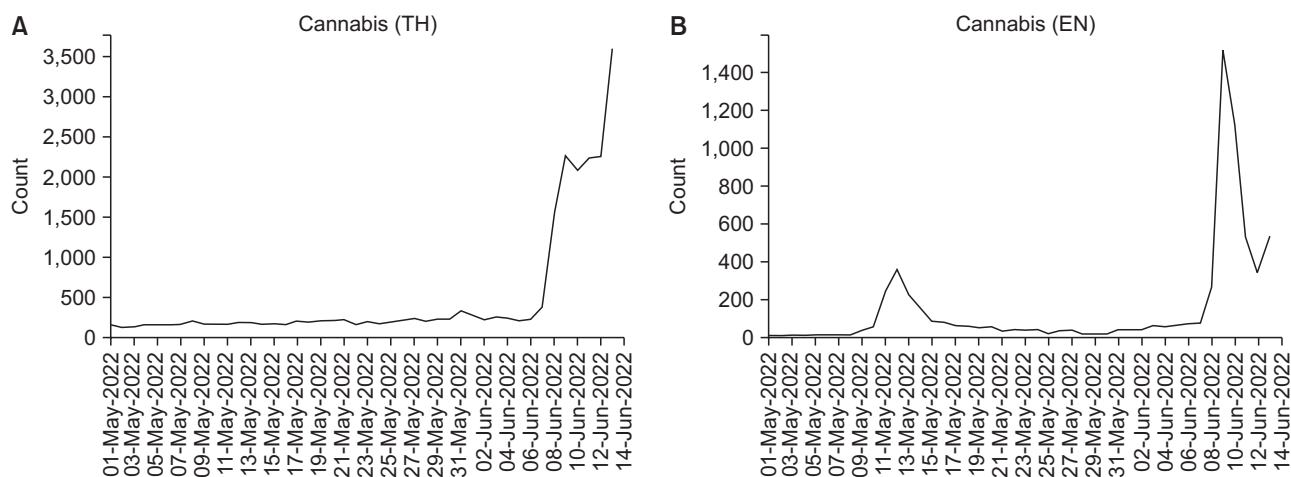 A
Cannabis (TH)
Count
3,500
3,000
2,500
2,000
1,500
1,000
500
0
01-May-2022
03-May-2022
05-May-2022
07-May-2022
09-May-2022
11-May-2022
13-May-2022
15-May-2022
17-May-2022
19-May-2022
21-May-2022
23-May-2022
25-May-2022
27-May-2022
29-May-2022
31-May-2022
02-Jun-2022
04-Jun-2022
06-Jun-2022
08-Jun-2022
10-Jun-2022
12-Jun-2022
14-Jun-2022
B
Cannabis (EN)
Count
1,400
1,200
1,000
800
600
400
200
0
01-May-2022
03-May-2022
05-May-2022
07-May-2022
09-May-2022
11-May-2022
13-May-2022
15-May-2022
17-May-2022
19-May-2022
21-May-2022
23-May-2022
25-May-2022
27-May-2022
29-May-2022
31-May-2022
02-Jun-2022
04-Jun-2022
06-Jun-2022
08-Jun-2022
10-Jun-2022
12-Jun-2022
14-Jun-2022